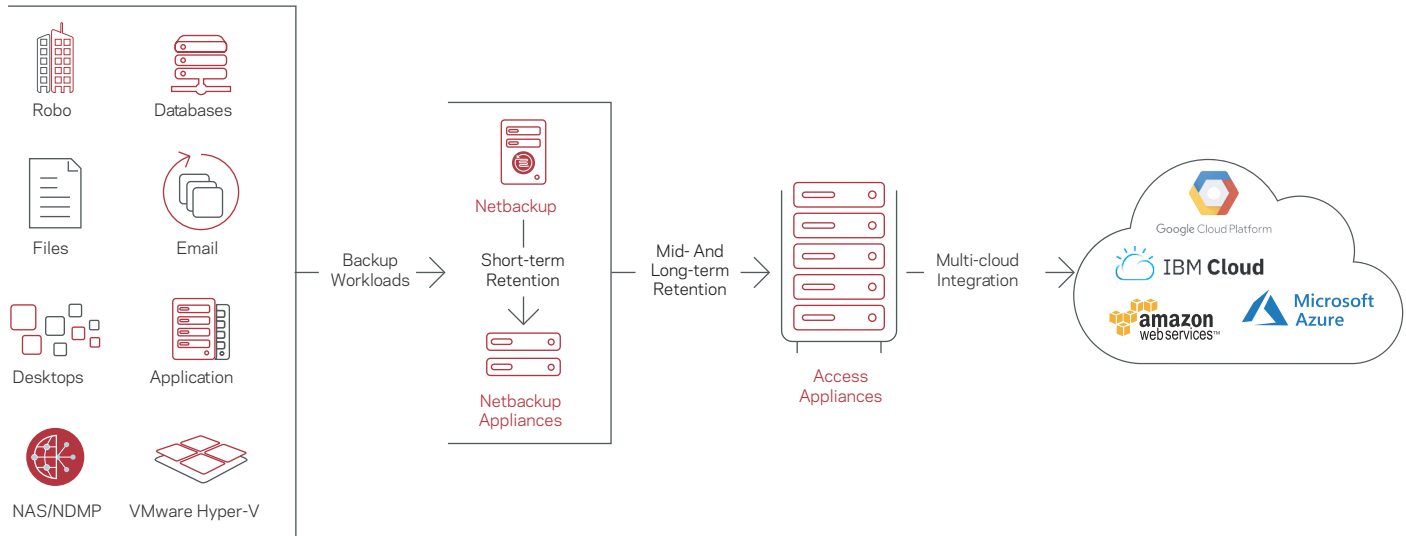 Robo
Databases
Files
Email
Desktops
Application
NAS/NDMP
VMware Hyper-V
Backup
Workloads
Netbackup
Short-term
Retention
Netbackup
Appliances
Mid- And
Long-term
Retention
Access
Appliances
Multi-cloud
Integration
Google Cloud Platform
IBM Cloud
amazon
web services™
Microsoft
Azure